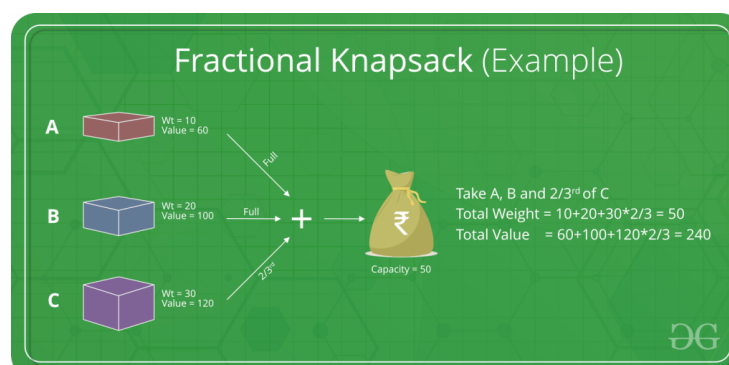 Fractional Knapsack (Example)
A
Wt = 10
Value = 60
Full
B
Wt = 20
Value = 100
Full
+
₹
Capacity = 50
C
Wt = 30
Value = 120
2/3rd
Take A, B and 2/3rd of C
Total Weight = 10+20+30*2/3 = 50
Total Value = 60+100+120*2/3 = 240